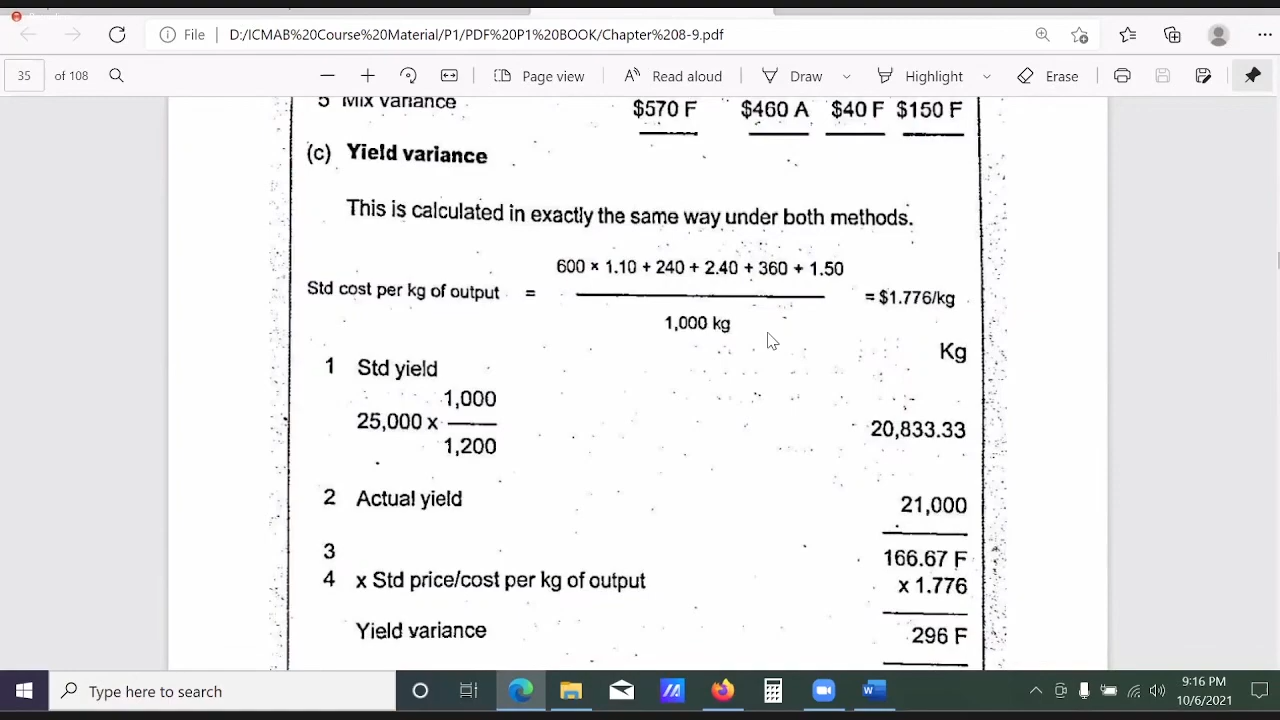 File D:/ICMAB%20Course%20Material/P1/PDF%20P1%20BOOK/Chapter%208-9.pdf
35 of 108 Page view Read aloud Draw Highlight Erase
5 Mix variance $570 F $460 A $40 F $150 F
(c) Yield variance
This is calculated in exactly the same way under both methods.
600 × 1.10 + 240 + 2.40 + 360 + 1.50
Std cost per kg of output = = $1.776/kg
1,000 kg
Kg
1 Std yield
1,000
25,000 x 20,833.33
1,200
2 Actual yield 21,000
3 166.67 F
4 x Std price/cost per kg of output x 1.776
Yield variance 296 F
Type here to search
9:16 PM
10/6/2021